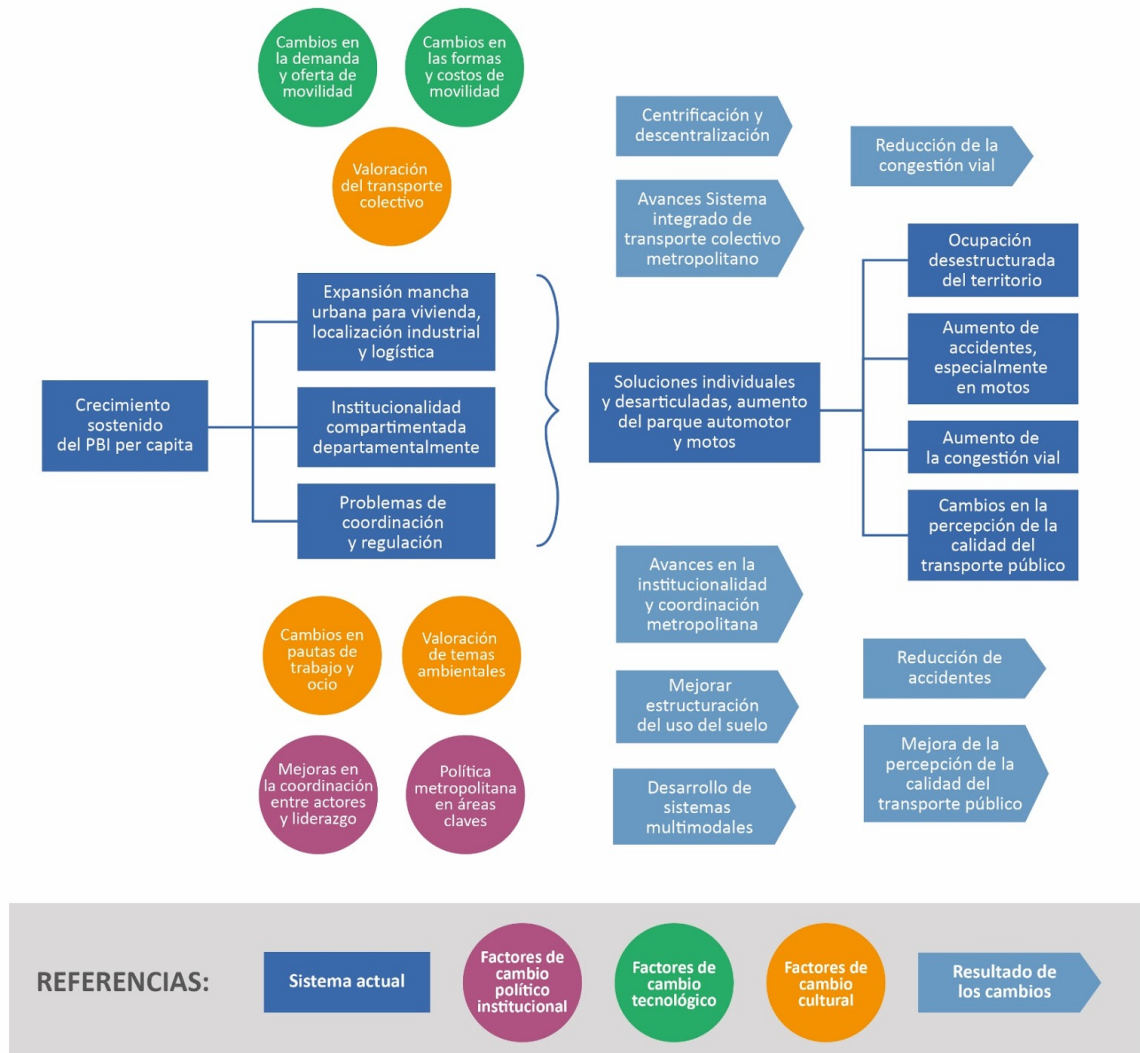 Cambios en
la demanda
y oferta de
movilidad
Cambios en
las formas
y costos de
movilidad
Valoración
del transporte
colectivo
Centrificación y
descentralización
Reducción de la
congestión vial
Avances Sistema
integrado de
transporte colectivo
metropolitano
Crecimiento
sostenido
del PBI per capita
Expansión mancha
urbana para vivienda,
localización industrial
y logística
Institucionalidad
compartimentada
departamentalmente
Problemas de
coordinación
y regulación
Soluciones individuales
y desarticuladas, aumento
del parque automotor
y motos
Ocupación
desestructurada
del territorio
Aumento de
accidentes,
especialmente
en motos
Aumento de
la congestión vial
Cambios en la
percepción de la
calidad del
transporte público
Cambios en
pautas de
trabajo y
ocio
Valoración
de temas
ambientales
Mejoras en
la coordinación
entre actores
y liderazgo
Política
metropolitana
en áreas
claves
Avances en la
institucionalidad
y coordinación
metropolitana
Mejorar
estructuración
del uso del suelo
Desarrollo de
sistemas
multimodales
Reducción de
accidentes
Mejora de la
percepción de la
calidad del
transporte público
REFERENCIAS:
Sistema actual
Factores de
cambio
político
institucional
Factores de
cambio
tecnológico
Factores de
cambio
cultural
Resultado de
los cambios